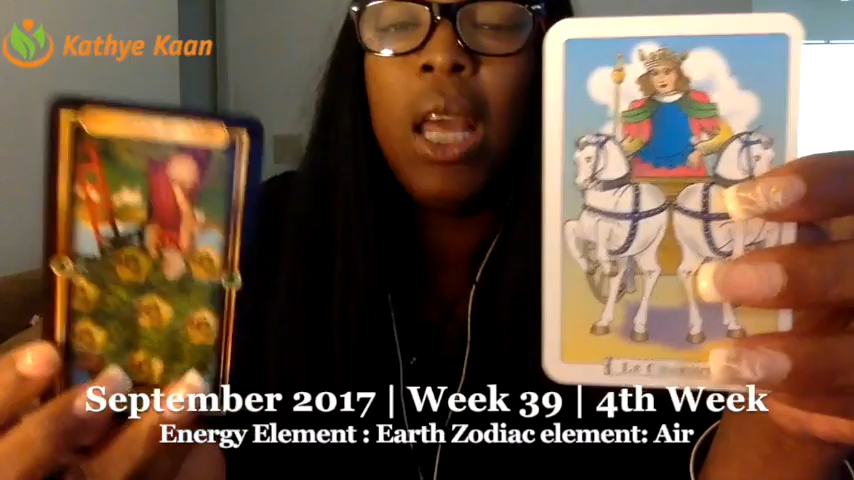 Kathye Kaan
September 2017 | Week 39 | 4th Week
Energy Element : Earth Zodiac element: Air